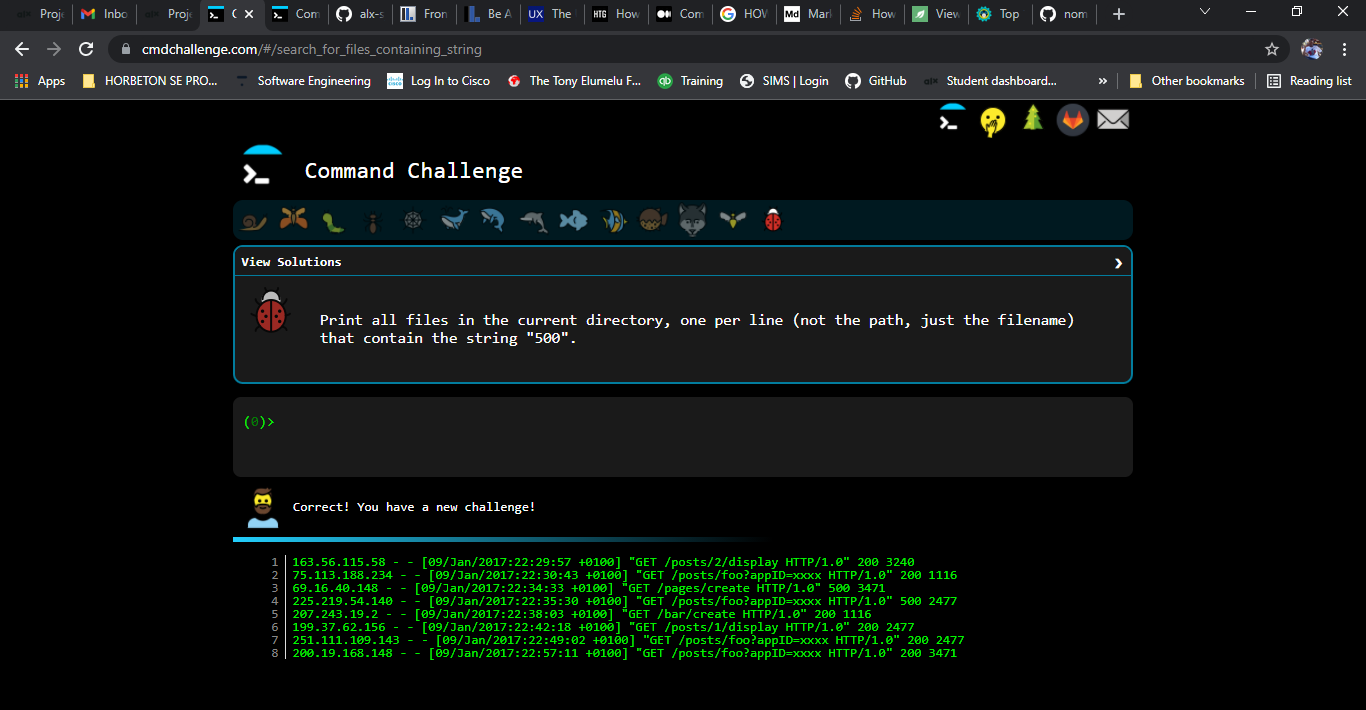 Proje Inbo Proje C Com alx-s Fron Be A UX The HTG How Com HOW Md Mar How View Top nom
cmdchallenge.com/#/search_for_files_containing_string
Apps HORBETON SE PRO... Software Engineering Log In to Cisco The Tony Elumelu F... Training SIMS | Login GitHub Student dashboard... » Other bookmarks Reading list
Command Challenge
View Solutions ❯
Print all files in the current directory, one per line (not the path, just the filename)
that contain the string "500".
(0)>
Correct! You have a new challenge!
1 163.56.115.58 - - [09/Jan/2017:22:29:57 +0100] "GET /posts/2/display HTTP/1.0" 200 3240
2 75.113.188.234 - - [09/Jan/2017:22:30:43 +0100] "GET /posts/foo?appID=xxxx HTTP/1.0" 200 1116
3 69.16.40.148 - - [09/Jan/2017:22:34:33 +0100] "GET /pages/create HTTP/1.0" 500 3471
4 225.219.54.140 - - [09/Jan/2017:22:35:30 +0100] "GET /posts/foo?appID=xxxx HTTP/1.0" 500 2477
5 207.243.19.2 - - [09/Jan/2017:22:38:03 +0100] "GET /bar/create HTTP/1.0" 200 1116
6 199.37.62.156 - - [09/Jan/2017:22:42:18 +0100] "GET /posts/1/display HTTP/1.0" 200 2477
7 251.111.109.143 - - [09/Jan/2017:22:49:02 +0100] "GET /posts/foo?appID=xxxx HTTP/1.0" 200 2477
8 200.19.168.148 - - [09/Jan/2017:22:57:11 +0100] "GET /posts/foo?appID=xxxx HTTP/1.0" 200 3471